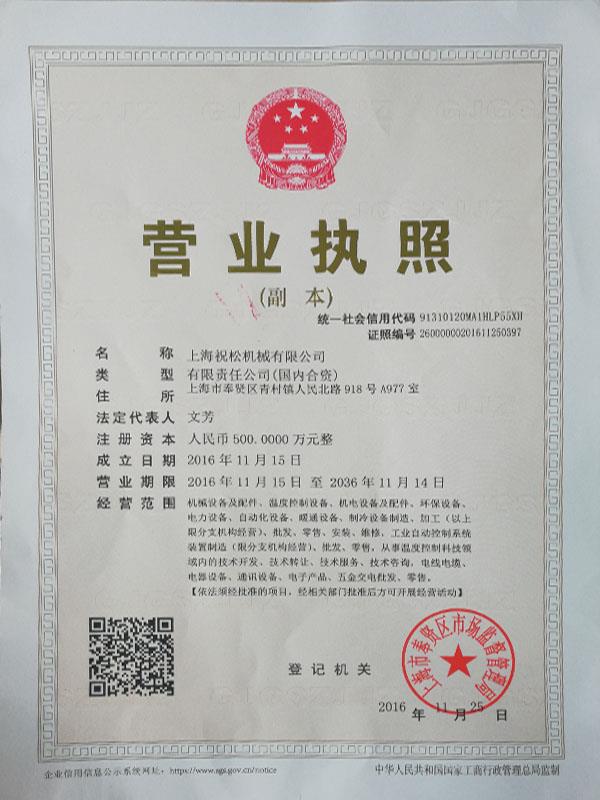 营业执照
(副 本)
统一社会信用代码 91310120MA1HLP55XH
证照编号 26000000201611250397
名 称 上海祝松机械有限公司
类 型 有限责任公司(国内合资)
住 所 上海市奉贤区青村镇人民北路918号A977室
法定代表人 文芳
注册资本 人民币500.0000万元整
成立日期 2016年11月15日
营业期限 2016年11月15日 至 2036年11月14日
经营范围 机械设备及配件、温度控制设备、机电设备及配件、环保设备、
电力设备、自动化设备、暖通设备、制冷设备制造、加工(以上
限分支机构经营)、批发、零售,安装、维修,工业自动控制系统
装置制造(限分支机构经营)、批发、零售,从事温度控制科技领
域内的技术开发、技术转让、技术服务、技术咨询,电线电缆、
电器设备、通讯设备、电子产品、五金交电批发、零售。
【依法须经批准的项目,经相关部门批准后方可开展经营活动】
登记机关
上海市奉贤区市场监督管理局
2016年11月25日
企业信用信息公示系统网址:https://www.sgs.gov.cn/notice
中华人民共和国国家工商行政管理总局监制